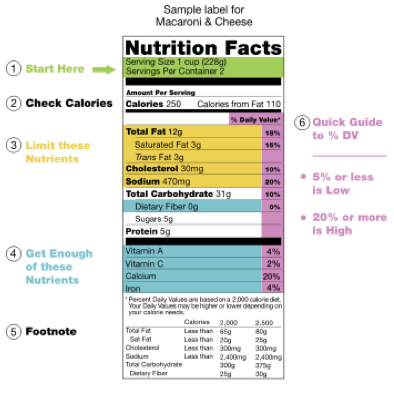 Sample label for
Macaroni & Cheese
Nutrition Facts
Serving Size 1 cup (228g)
Servings Per Container 2
1 Start Here
Amount Per Serving
2 Check Calories
Calories 250 Calories from Fat 110
% Daily Value*
Total Fat 12g 18%
Saturated Fat 3g 15%
Trans Fat 3g
Cholesterol 30mg 10%
Sodium 470mg 20%
Total Carbohydrate 31g 10%
Dietary Fiber 0g 0%
Sugars 5g
Protein 5g
3 Limit these
Nutrients
Vitamin A 4%
Vitamin C 2%
Calcium 20%
Iron 4%
4 Get Enough
of these
Nutrients
* Percent Daily Values are based on a 2,000 calorie diet.
Your Daily Values may be higher or lower depending on
your calorie needs.
Calories 2,000 2,500
Total Fat Less than 65g 80g
Sat Fat Less than 20g 25g
Cholesterol Less than 300mg 300mg
Sodium Less than 2,400mg 2,400mg
Total Carbohydrate 300g 375g
Dietary Fiber 25g 30g
5 Footnote
6 Quick Guide
to % DV
• 5% or less
is Low
• 20% or more
is High